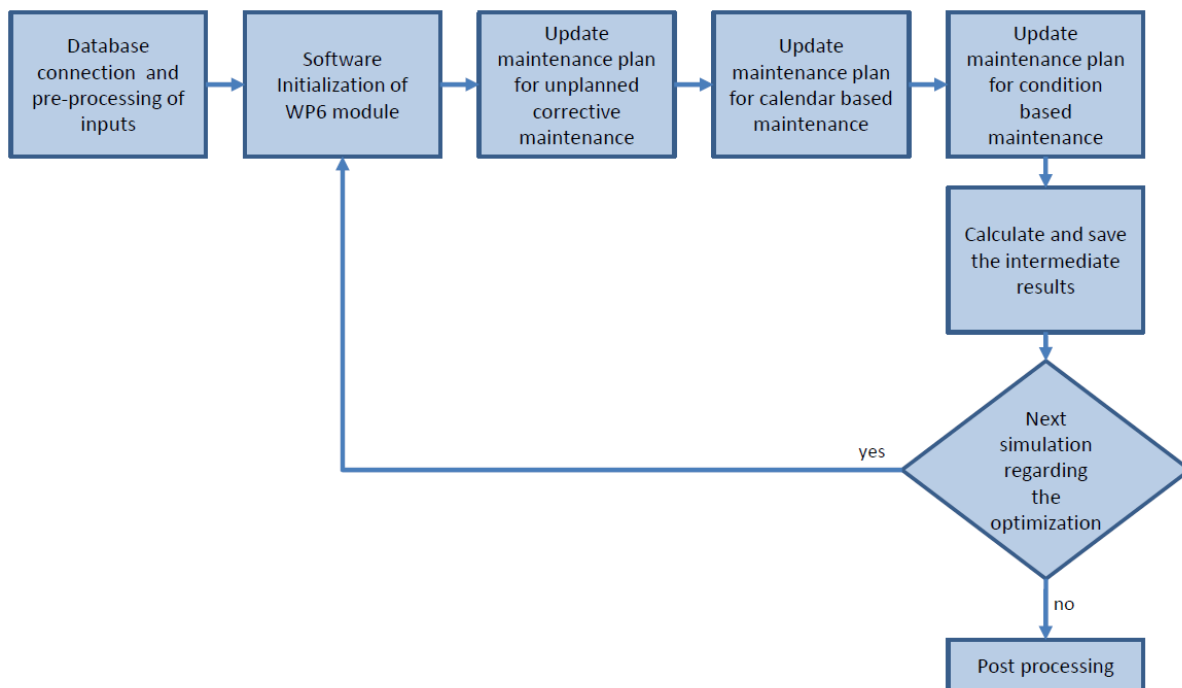 Database
connection and
pre-processing of
inputs
Software
Initialization of
WP6 module
Update
maintenance plan
for unplanned
corrective
maintenance
Update
maintenance plan
for calendar based
maintenance
Update
maintenance plan
for condition
based
maintenance
Calculate and save
the intermediate
results
Next
simulation
regarding
the
optimization
yes
no
Post processing